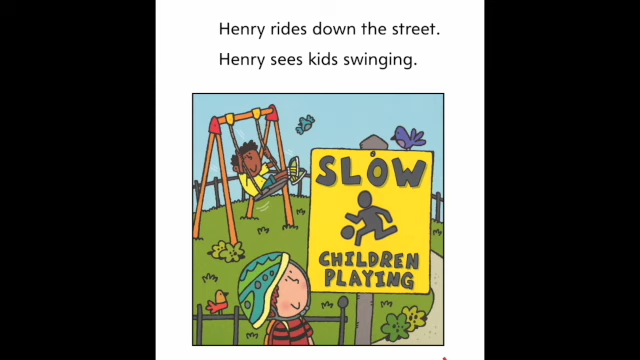 Henry rides down the street.
Henry sees kids swinging.
SLOW
CHILDREN
PLAYING